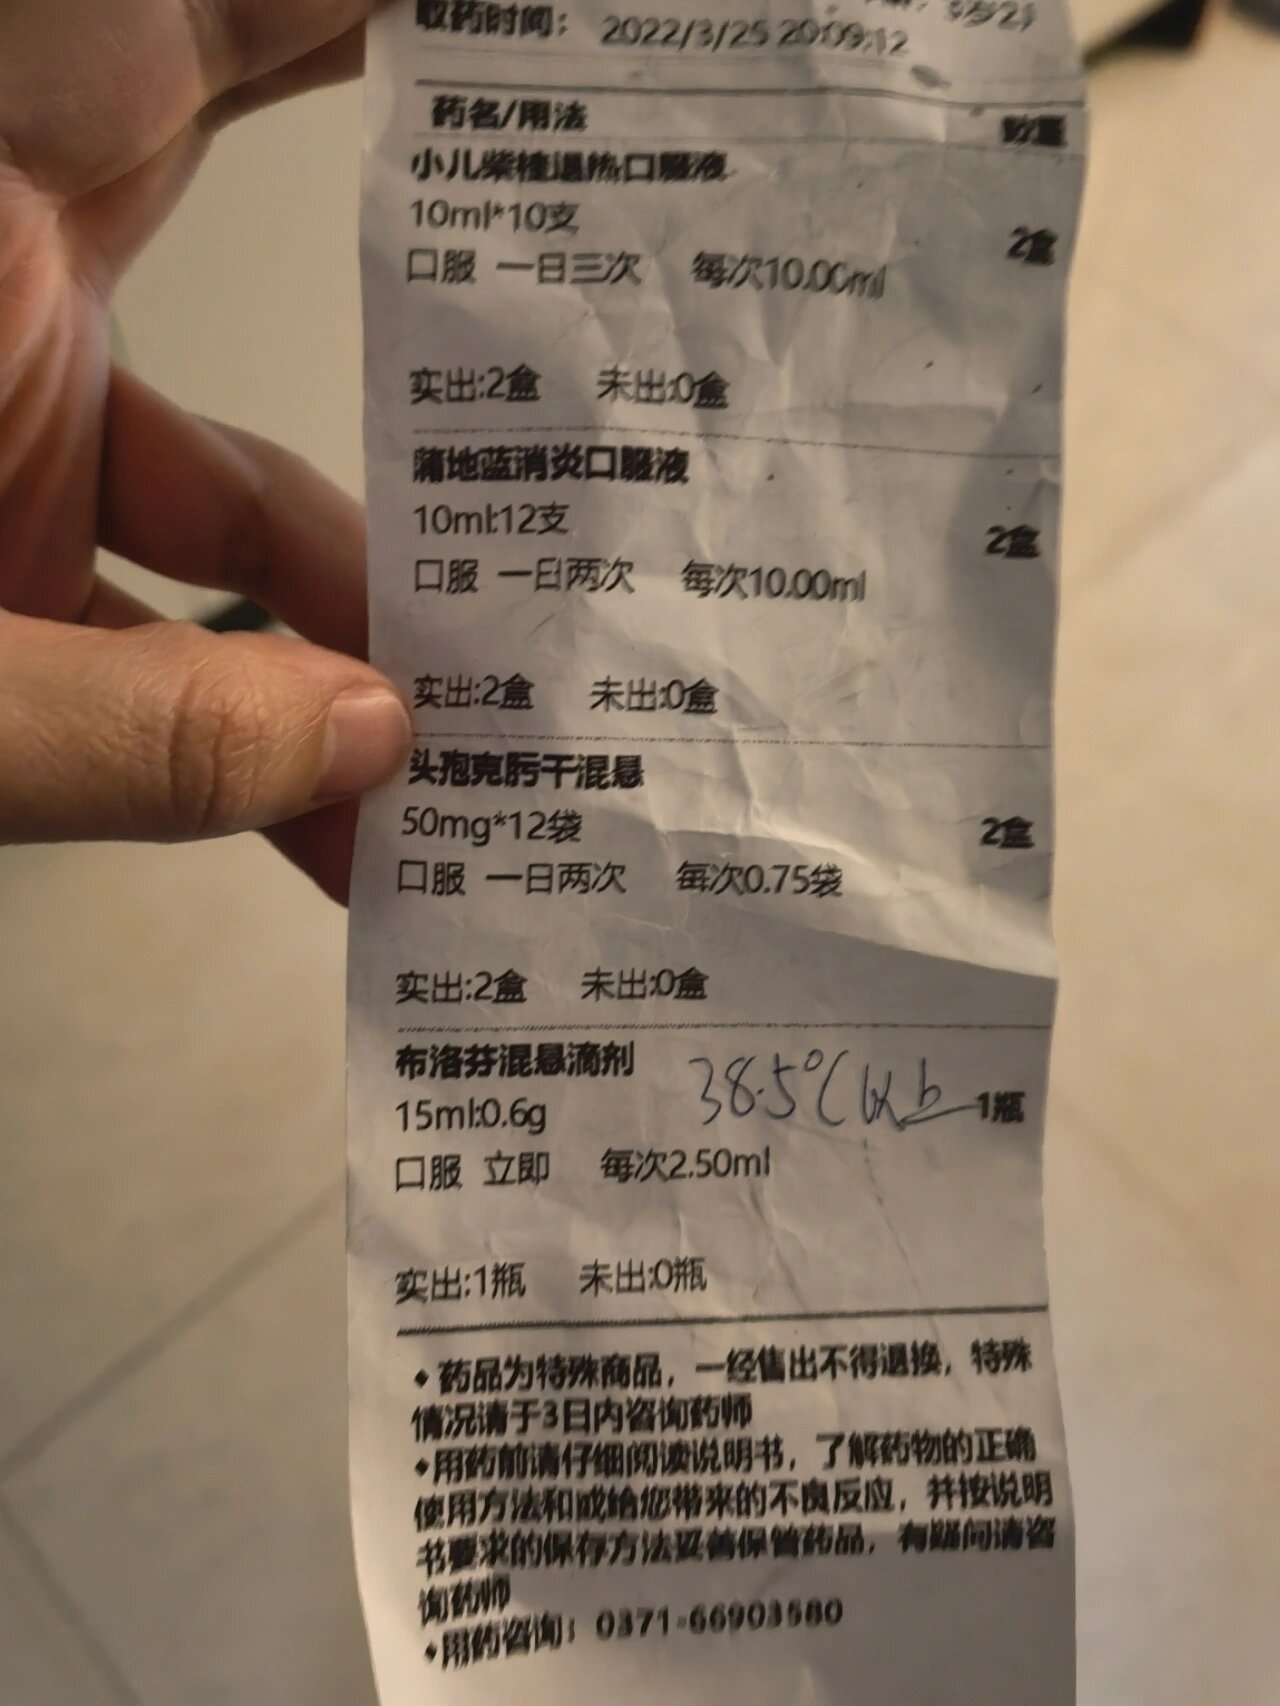 取药时间： 2022/3/25 20:09:12
药名/用法 数量
小儿柴桂退热口服液
10ml*10支 2盒
口服 一日三次 每次10.00ml
实出:2盒 未出:0盒
蒲地蓝消炎口服液
10ml:12支 2盒
口服 一日两次 每次10.00ml
实出:2盒 未出:0盒
头孢克肟干混悬
50mg*12袋 2盒
口服 一日两次 每次0.75袋
实出:2盒 未出:0盒
布洛芬混悬滴剂 38.5℃以上
15ml:0.6g 1瓶
口服 立即 每次2.50ml
实出:1瓶 未出:0瓶
•药品为特殊商品，一经售出不得退换，特殊
情况请于3日内咨询药师
•用药前请仔细阅读说明书，了解药物的正确
使用方法和或给您带来的不良反应，并按说明
书要求的保存方法妥善保管药品，有疑问请咨
询药师
•用药咨询：0371-66903580